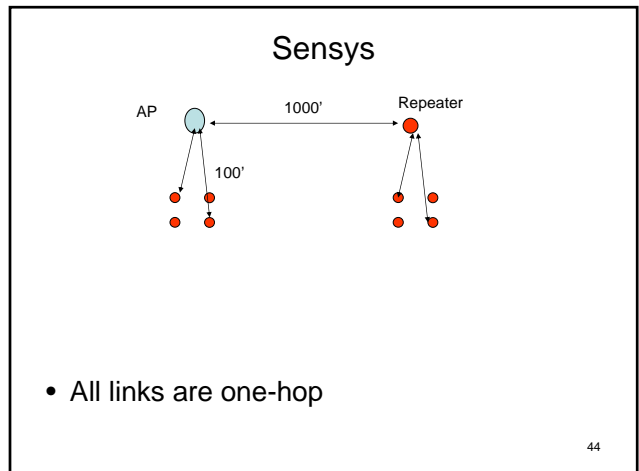 Sensys
AP
1000’
Repeater
100’
• All links are one-hop
44